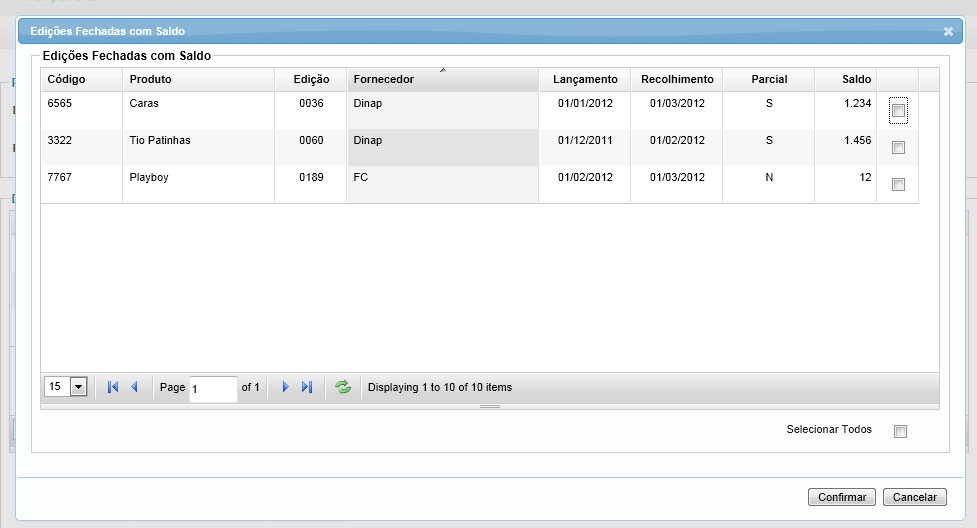 Edições Fechadas com Saldo
Edições Fechadas com Saldo
Código Produto Edição Fornecedor Lançamento Recolhimento Parcial Saldo
6565 Caras 0036 Dinap 01/01/2012 01/03/2012 S 1.234
3322 Tio Patinhas 0060 Dinap 01/12/2011 01/02/2012 S 1.456
7767 Playboy 0189 FC 01/02/2012 01/03/2012 N 12
15 Page 1 of 1 Displaying 1 to 10 of 10 items
Selecionar Todos
Confirmar Cancelar